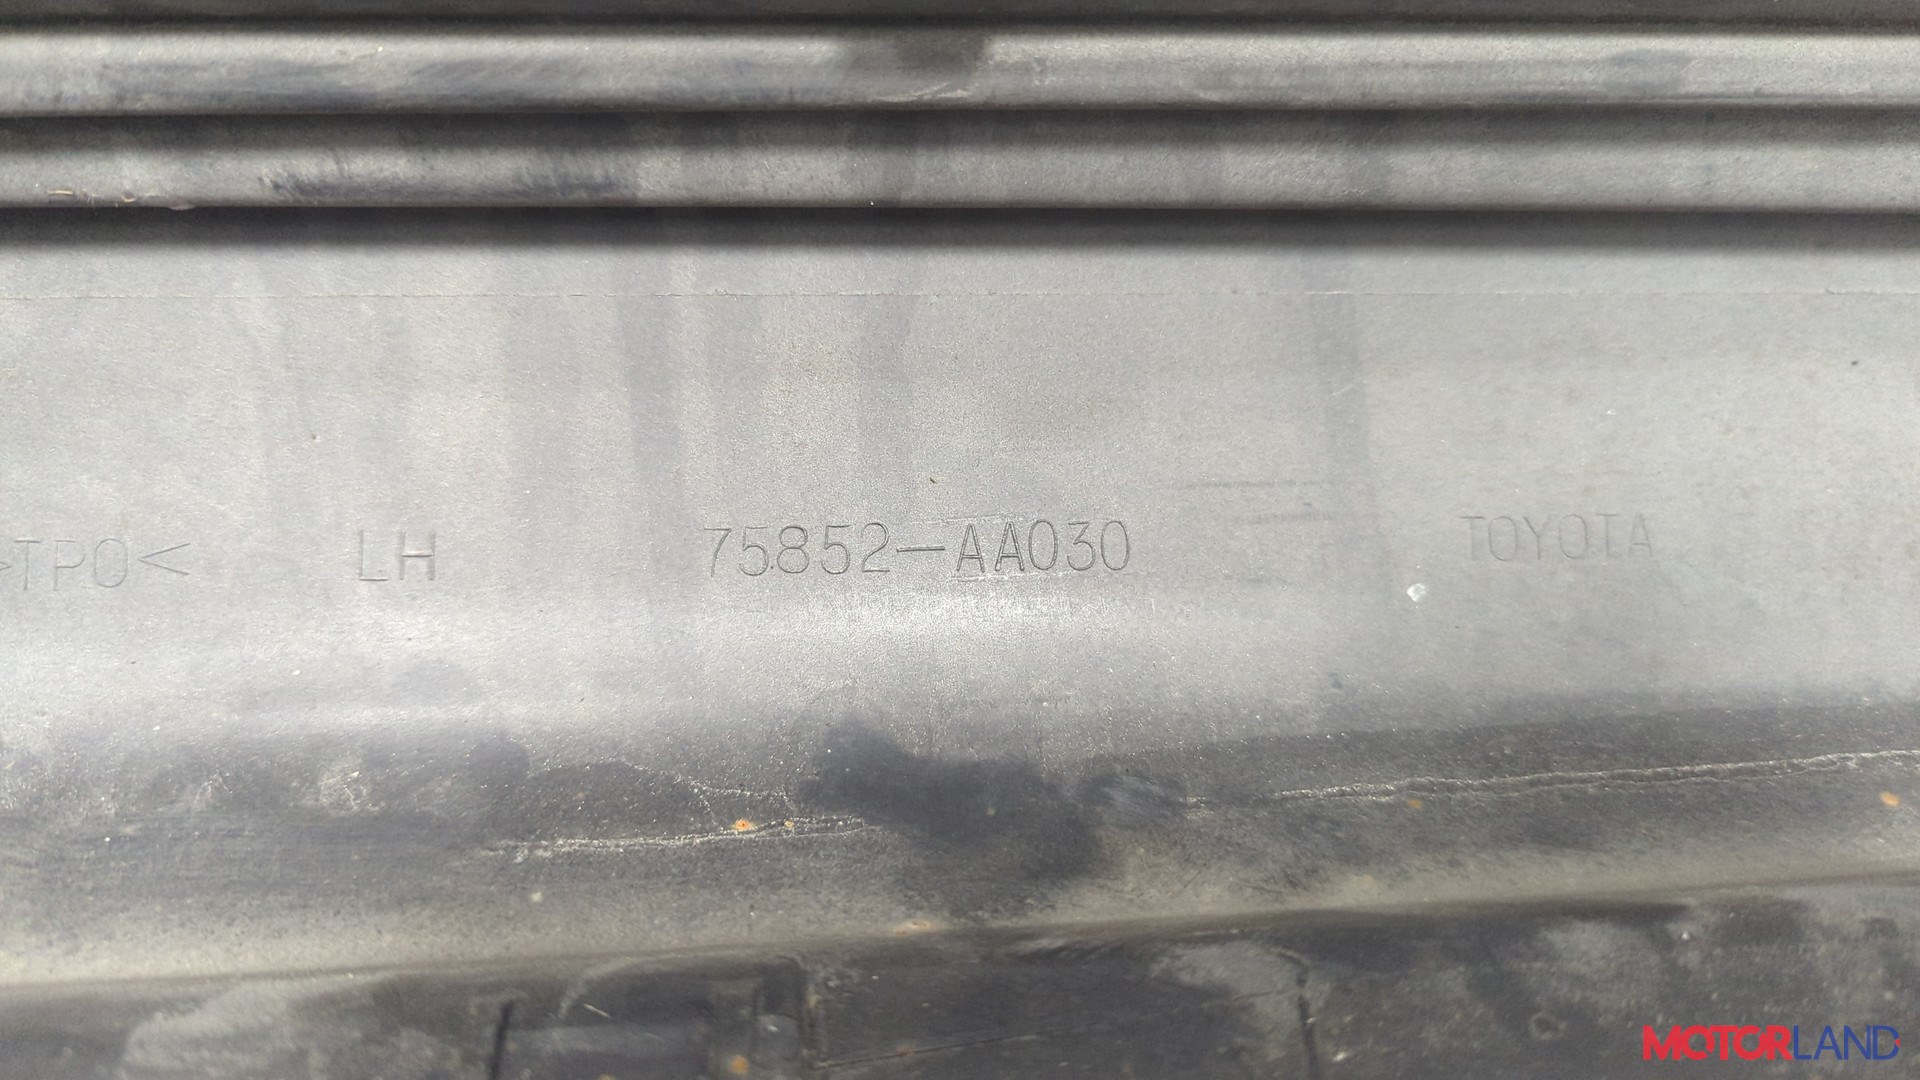 >TPO< LH 75852-AA030 TOYOTA
MOTORLAND